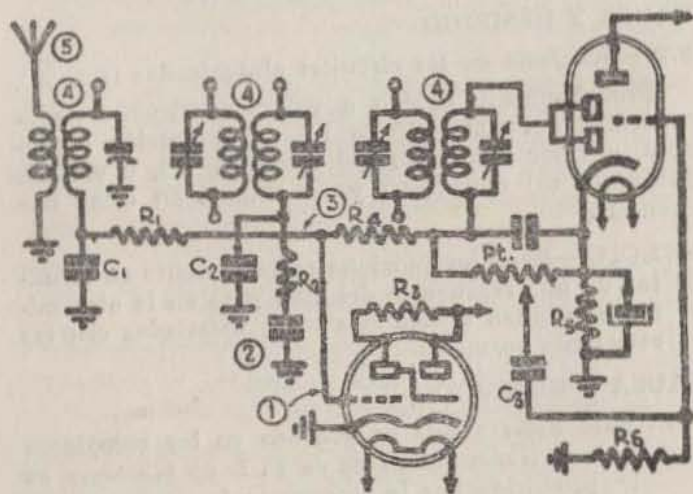 ⑤
④ ④ ④
③
R₁ R₄
C₁ C₂ R₂ Pt.
R₃ R₅
②
① C₃
R₆